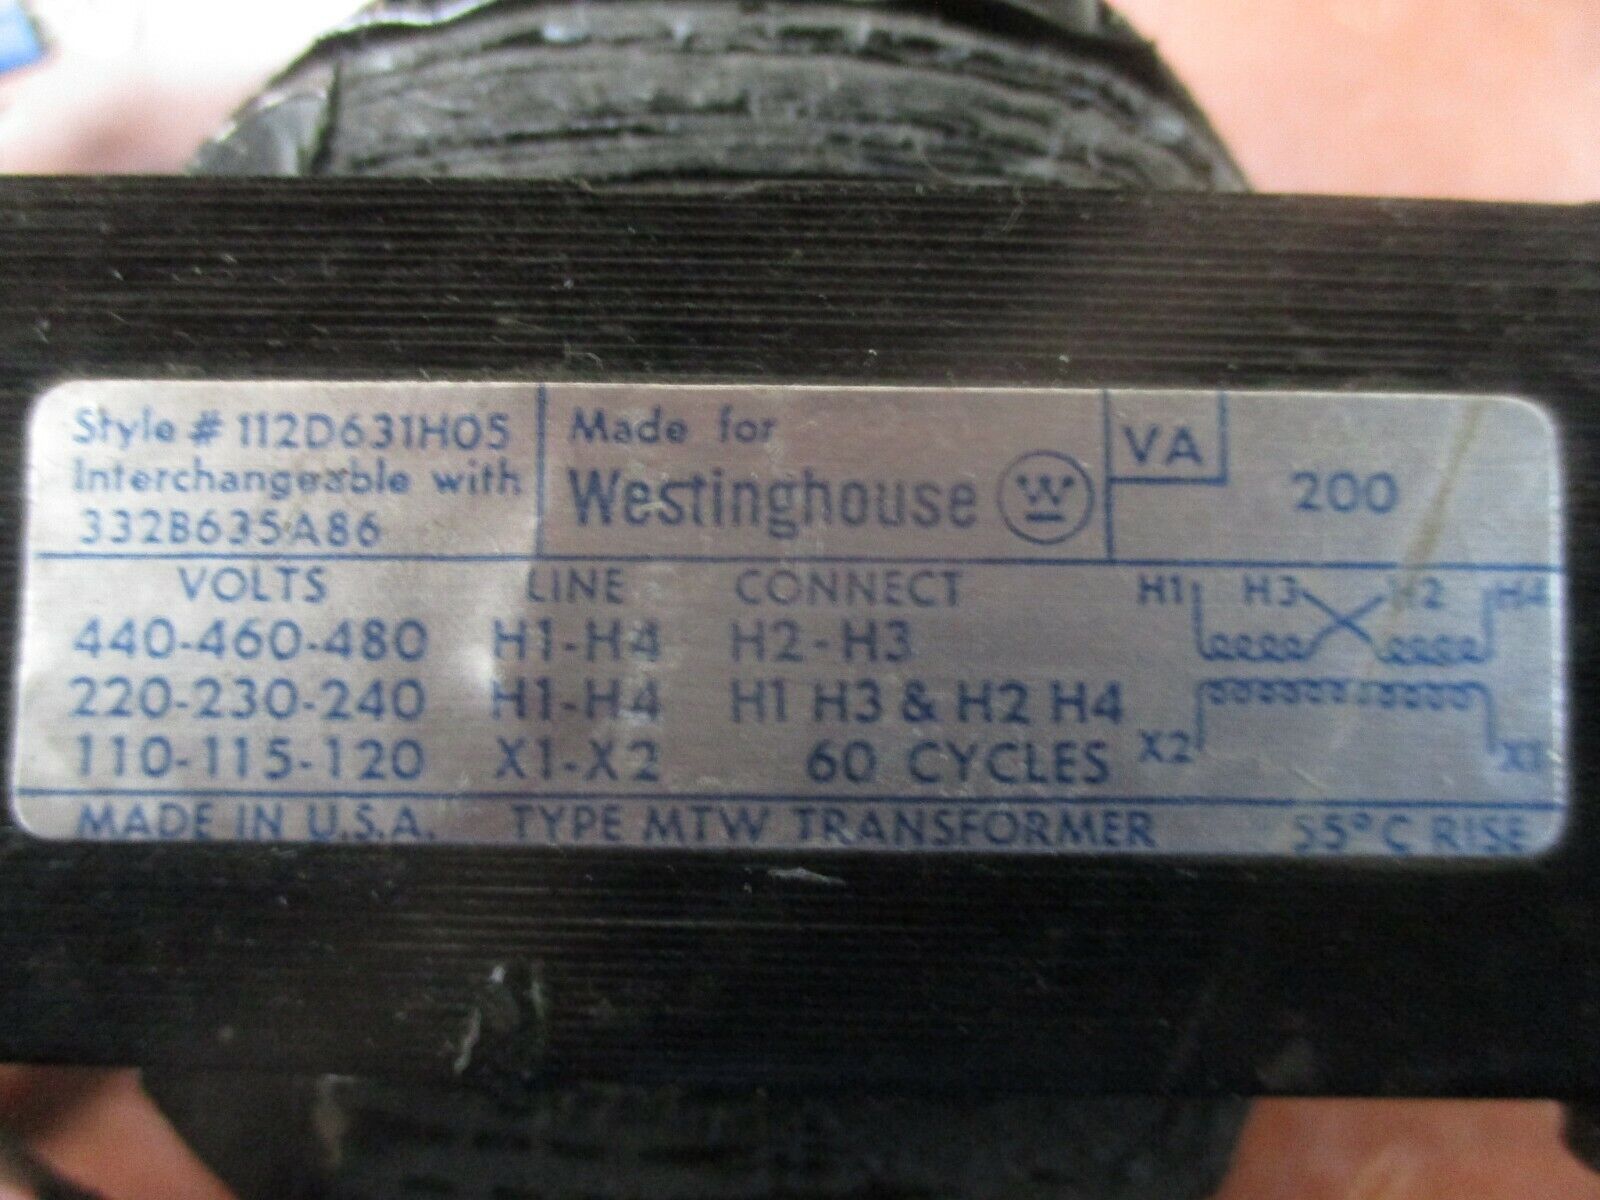 Style # 112D631H05
Interchangeable with
332B635A86
Made for
Westinghouse
W
VA
200
VOLTS LINE CONNECT
440-460-480 H1-H4 H2-H3
220-230-240 H1-H4 H1 H3 & H2 H4
110-115-120 X1-X2 60 CYCLES
H1 H3 H2 H4
X2 X1
MADE IN U.S.A. TYPE MTW TRANSFORMER 55°C RISE